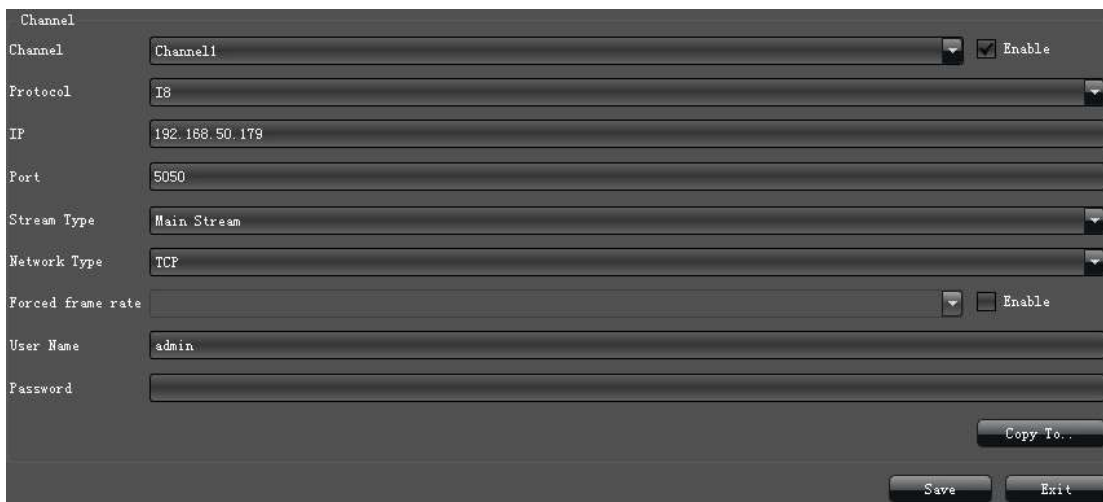 Channel
Channel Channel1 Enable
Protocol I8
IP 192.168.50.179
Port 5050
Stream Type Main Stream
Network Type TCP
Forced frame rate Enable
User Name admin
Password
Copy To..
Save Exit